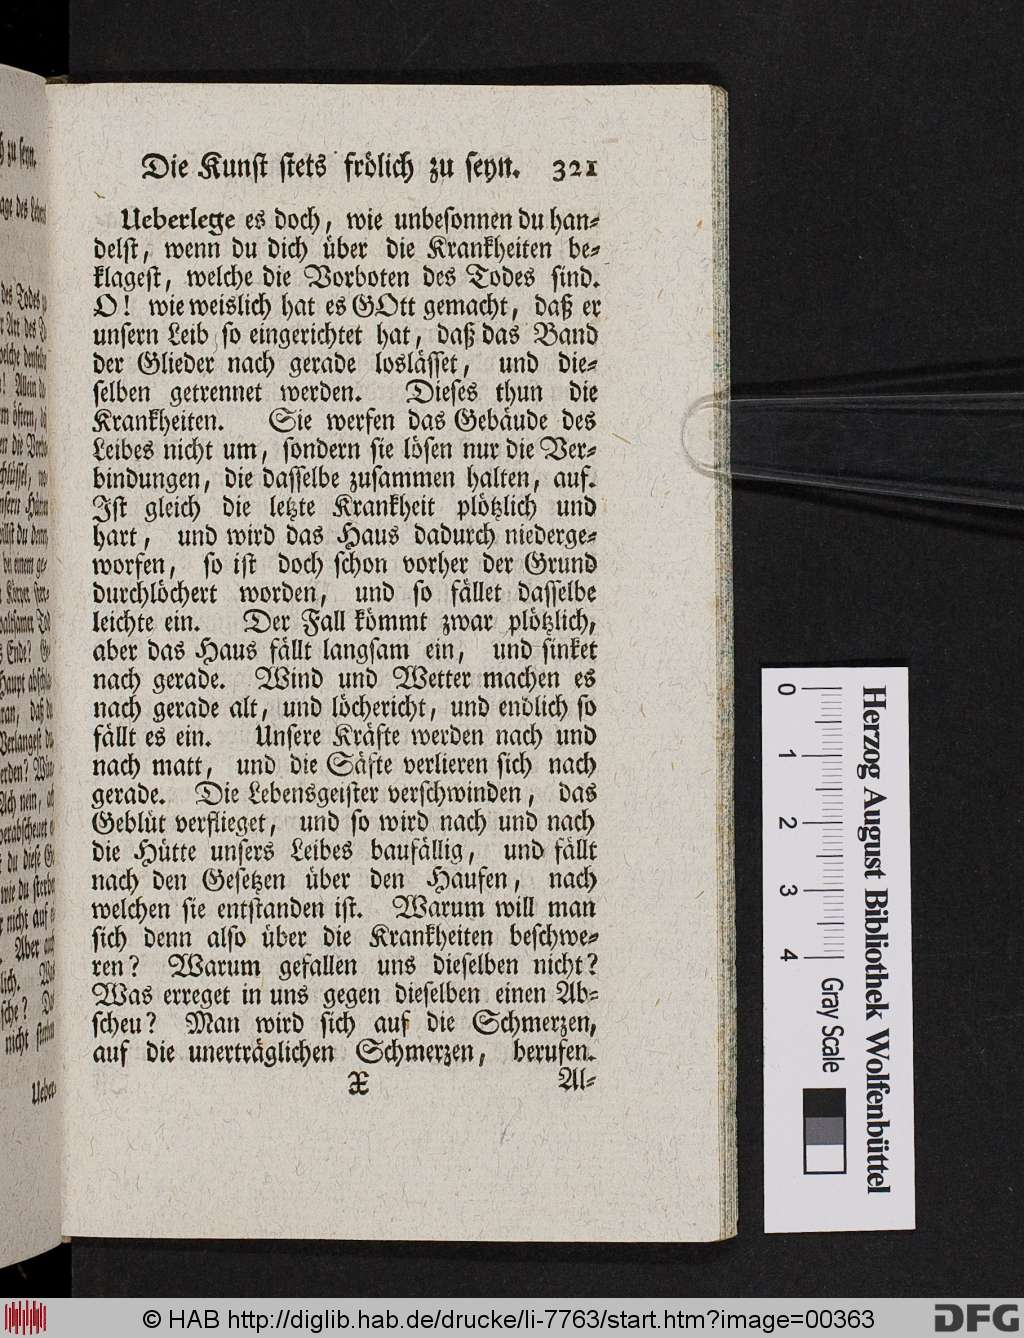 Die Kunst stets frölich zu seyn. 321
Ueberlege es doch, wie unbesonnen du han⸗
delst, wenn du dich über die Krankheiten be⸗
klagest, welche die Vorboten des Todes sind.
O! wie weislich hat es GOtt gemacht, daß er
unsern Leib so eingerichtet hat, daß das Band
der Glieder nach gerade loslässet, und die⸗
selben getrennet werden. Dieses thun die
Krankheiten. Sie werfen das Gebäude des
Leibes nicht um, sondern sie lösen nur die Ver⸗
bindungen, die dasselbe zusammen halten, auf.
Ist gleich die letzte Krankheit plötzlich und
hart, und wird das Haus dadurch niederge⸗
worfen, so ist doch schon vorher der Grund
durchlöchert worden, und so fället dasselbe
leichte ein. Der Fall kömmt zwar plötzlich,
aber das Haus fällt langsam ein, und sinket
nach gerade. Wind und Wetter machen es
nach gerade alt, und löchericht, und endlich so
fällt es ein. Unsere Kräfte werden nach und
nach matt, und die Säfte verlieren sich nach
gerade. Die Lebensgeister verschwinden, das
Geblüt verflieget, und so wird nach und nach
die Hütte unsers Leibes baufällig, und fällt
nach den Gesetzen über den Haufen, nach
welchen sie entstanden ist. Warum will man
sich denn also über die Krankheiten beschwe⸗
ren? Warum gefallen uns dieselben nicht?
Was erreget in uns gegen dieselben einen Ab⸗
scheu? Man wird sich auf die Schmerzen,
auf die unerträglichen Schmerzen, berufen.
X Al⸗
Herzog August Bibliothek Wolfenbüttel
0 1 2 3 4 Gray Scale
© HAB http://diglib.hab.de/drucke/li-7763/start.htm?image=00363
DFG